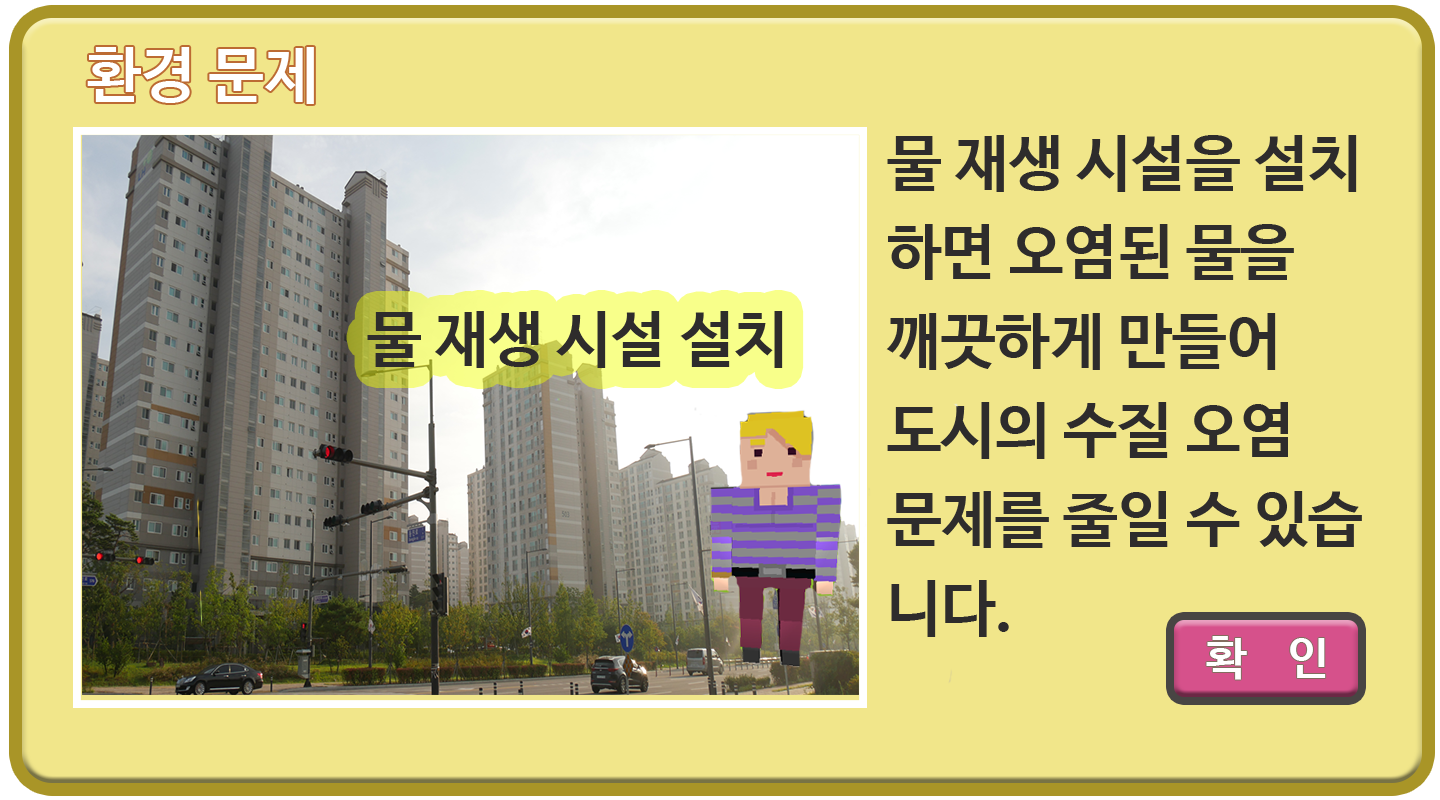 환경 문제
물 재생 시설 설치
물 재생 시설을 설치
하면 오염된 물을
깨끗하게 만들어
도시의 수질 오염
문제를 줄일 수 있습
니다.
확 인